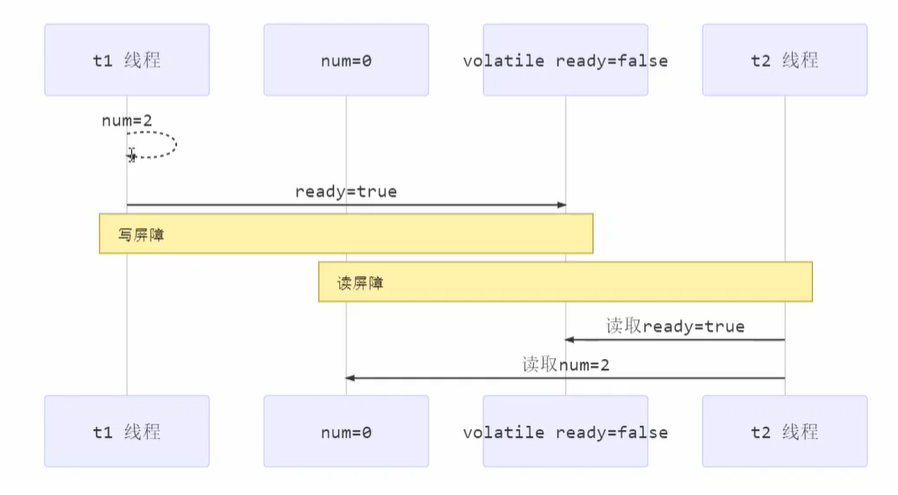 t1 线程
num=0
volatile ready=false
t2 线程
num=2
ready=true
写屏障
读屏障
读取ready=true
读取num=2
t1 线程
num=0
volatile ready=false
t2 线程